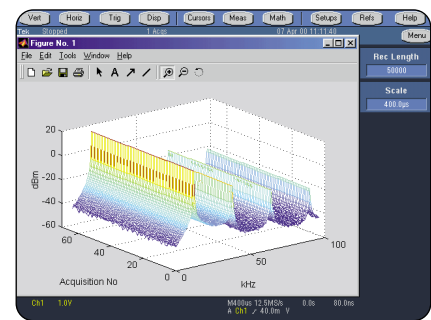 Vert Horiz Trig Disp Cursors Meas Math Setups Refs Help
Tek Stopped 1 Acqs 07 Apr 00 11:11:40
Menu
Figure No. 1
File Edit Tools Window Help
A
Rec Length
50000
Scale
400.0µs
20
0
-20
-40
-60
dBm
60
40
20
0
Acquisition No
0
50
100
kHz
Ch1 1.0V M400us 12.5MS/s 0.0s 80.0ns
A Ch1 40.0m V